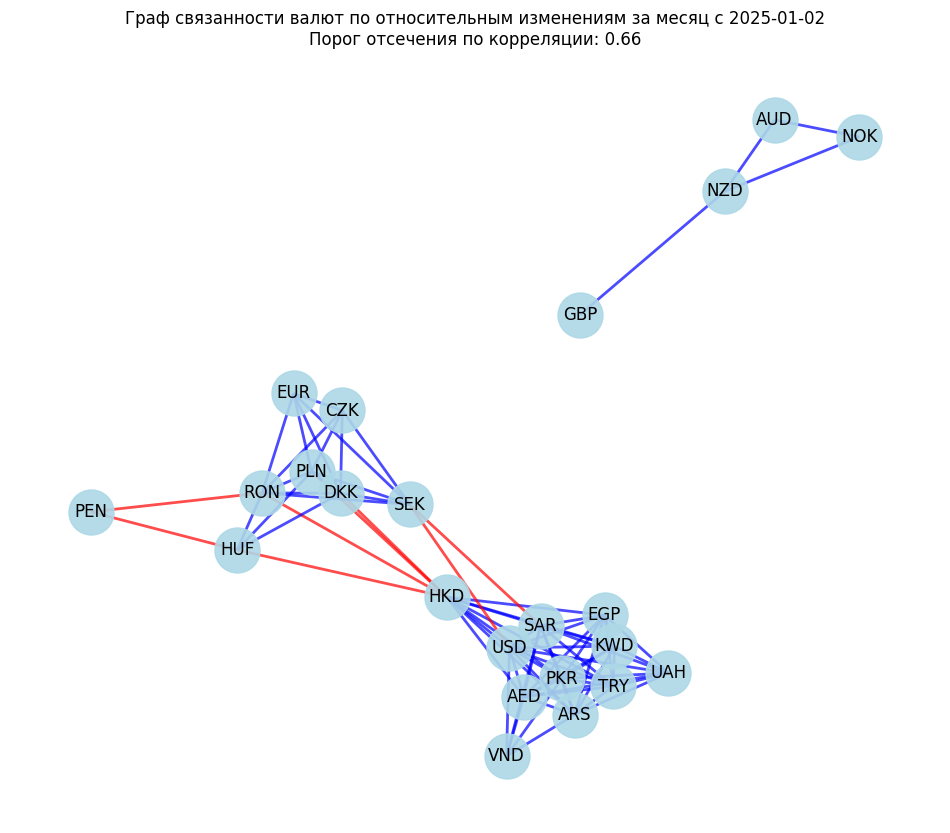 Граф связанности валют по относительным изменениям за месяц с 2025-01-02
Порог отсечения по корреляции: 0.66
AUD
NOK
NZD
GBP
EUR
CZK
PLN
RON
DKK
SEK
PEN
HUF
HKD
EGP
SAR
KWD
USD
UAH
PKR
TRY
AED
ARS
VND